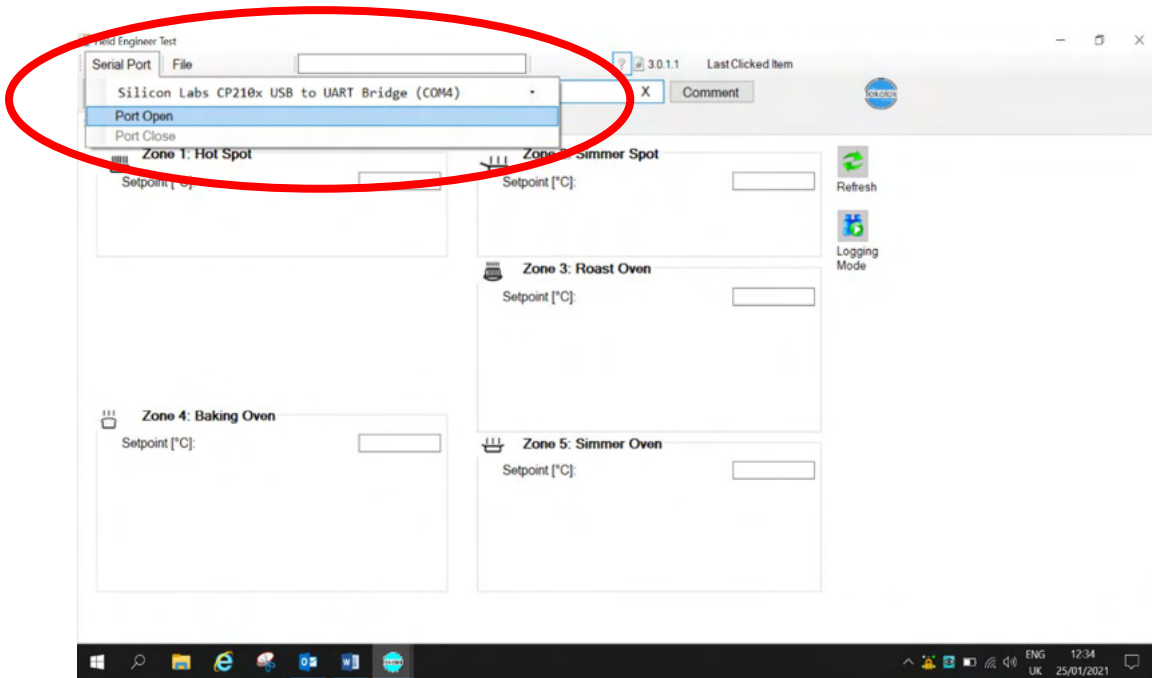 Field Engineer Test
Serial Port File
? # 3.0.1.1 Last Clicked Item
Silicon Labs CP210x USB to UART Bridge (COM4)
X Comment
Port Open
Port Close
Zone 1: Hot Spot
Setpoint [°C]:
Zone 2: Simmer Spot
Setpoint [°C]:
Refresh
Logging
Mode
Zone 3: Roast Oven
Setpoint [°C]:
Zone 4: Baking Oven
Setpoint [°C]:
Zone 5: Simmer Oven
Setpoint [°C]:
ENG 12:34
UK 25/01/2021